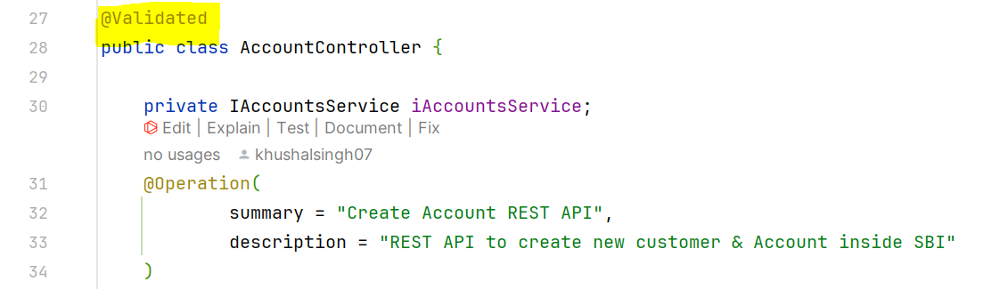 27 @Validated
28 public class AccountController {
29
30 private IAccountsService iAccountsService;
Edit | Explain | Test | Document | Fix
no usages khushalsingh07
31 @Operation(
32 summary = "Create Account REST API",
33 description = "REST API to create new customer & Account inside SBI"
34 )